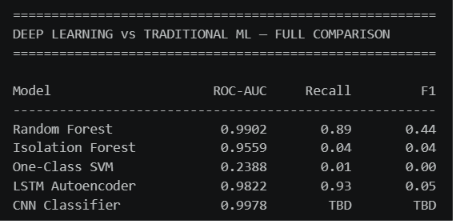 ========================================================
DEEP LEARNING vs TRADITIONAL ML — FULL COMPARISON
========================================================
Model ROC-AUC Recall F1
--------------------------------------------------------
Random Forest 0.9902 0.89 0.44
Isolation Forest 0.9559 0.04 0.04
One-Class SVM 0.2388 0.01 0.00
LSTM Autoencoder 0.9822 0.93 0.05
CNN Classifier 0.9978 TBD TBD